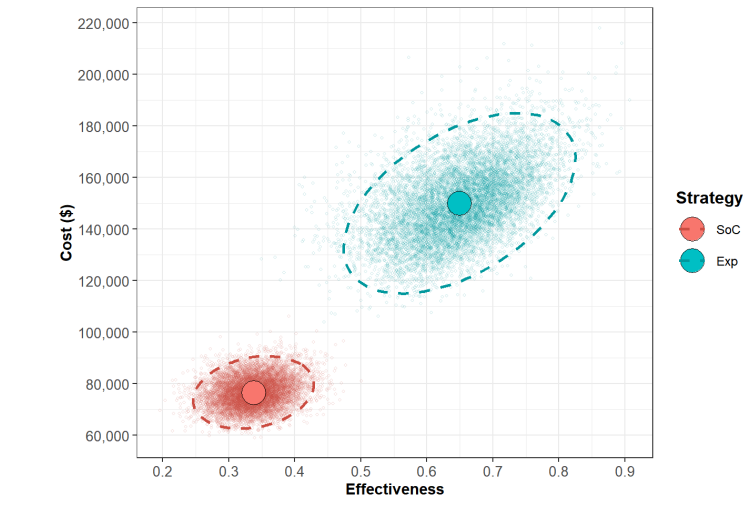 220,000
200,000
180,000
160,000
140,000
120,000
100,000
80,000
60,000
Cost ($)
0.2 0.3 0.4 0.5 0.6 0.7 0.8 0.9
Effectiveness
Strategy
SoC
Exp